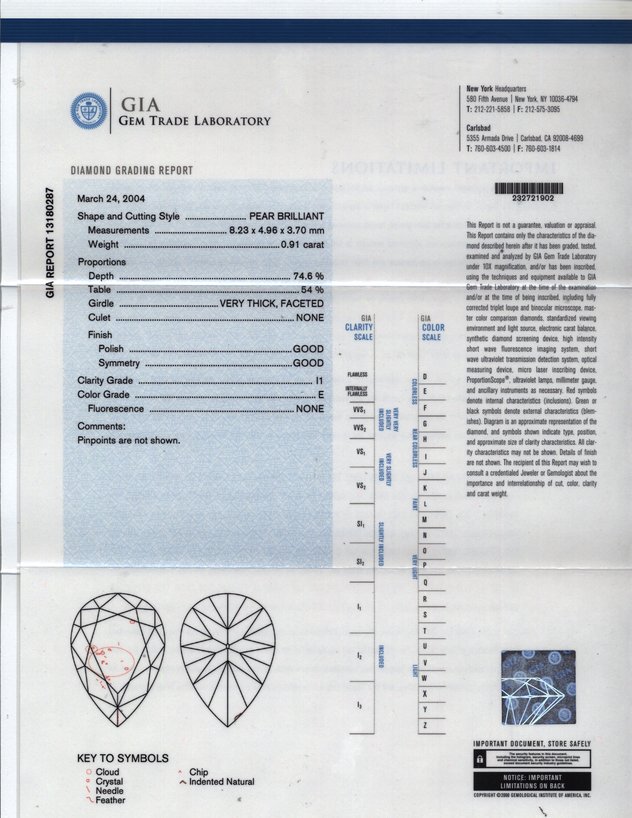 GIA
GEM TRADE LABORATORY
New York Headquarters
580 Fifth Avenue | New York, NY 10036-4794
T: 212-221-5858 | F: 212-575-3095
Carlsbad
5355 Armada Drive | Carlsbad, CA 92008-4699
T: 760-603-4500 | F: 760-603-1814
DIAMOND GRADING REPORT
GIA REPORT 13180287
232721902
March 24, 2004
Shape and Cutting Style ........ PEAR BRILLIANT
Measurements ........ 8.23 x 4.96 x 3.70 mm
Weight ........ 0.91 carat
Proportions
Depth ........ 74.6 %
Table ........ 54 %
Girdle ........ VERY THICK, FACETED
Culet ........ NONE
Finish
Polish ........ GOOD
Symmetry ........ GOOD
Clarity Grade ........ I1
Color Grade ........ E
Fluorescence ........ NONE
Comments:
Pinpoints are not shown.
This Report is not a guarantee, valuation or appraisal.
This Report contains only the characteristics of the dia-
mond described herein after it has been graded, tested,
examined and analyzed by GIA Gem Trade Laboratory
under 10X magnification, and/or has been inscribed,
using the techniques and equipment available to GIA
Gem Trade Laboratory at the time of the examination
and/or at the time of being inscribed, including fully
corrected triplet loupe and binocular microscope, mas-
ter color comparison diamonds, standardized viewing
environment and light source, electronic carat balance,
synthetic diamond screening device, high intensity
short wave fluorescence imaging system, short
wave ultraviolet transmission detection system, optical
measuring device, micro laser inscribing device,
ProportionScope®, ultraviolet lamps, millimeter gauge,
and ancillary instruments as necessary. Red symbols
denote internal characteristics (inclusions). Green or
black symbols denote external characteristics (blem-
ishes). Diagram is an approximate representation of the
diamond, and symbols shown indicate type, position,
and approximate size of clarity characteristics. All clar-
ity characteristics may not be shown. Details of finish
are not shown. The recipient of this Report may wish to
consult a credentialed Jeweler or Gemologist about the
importance and interrelationship of cut, color, clarity
and carat weight.
GIA
CLARITY
SCALE
FLAWLESS
INTERNALLY
FLAWLESS
VVS1
VVS2
VERY VERY
SLIGHTLY
INCLUDED
VS1
VS2
VERY SLIGHTLY
INCLUDED
SI1
SI2
SLIGHTLY INCLUDED
I1
I2
I3
INCLUDED
GIA
COLOR
SCALE
COLORLESS
D
E
F
NEAR COLORLESS
G
H
I
J
FAINT
K
L
M
VERY LIGHT
N
O
P
Q
R
LIGHT
S
T
U
V
W
X
Y
Z
KEY TO SYMBOLS
Cloud
Crystal
Needle
Feather
Chip
Indented Natural
IMPORTANT DOCUMENT, STORE SAFELY
NOTICE: IMPORTANT
LIMITATIONS ON BACK
COPYRIGHT ©2000 GEMOLOGICAL INSTITUTE OF AMERICA, INC.